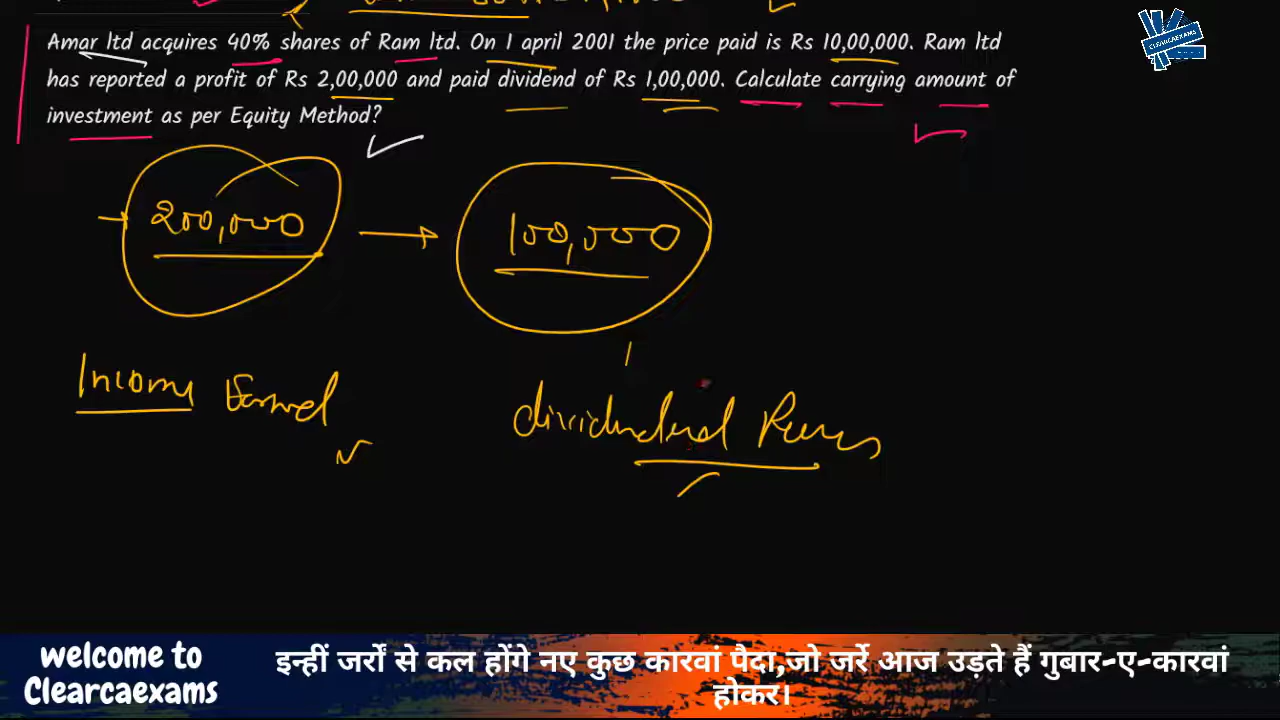 CLEARCAEXAMS
Amar ltd acquires 40% shares of Ram ltd. On 1 april 2001 the price paid is Rs 10,00,000. Ram ltd
has reported a profit of Rs 2,00,000 and paid dividend of Rs 1,00,000. Calculate carrying amount of
investment as per Equity Method?
200,000
100,000
Income Earned
welcome to
Clearcaexams
इन्हीं जर्रों से कल होंगे नए कुछ कारवां पैदा,जो जर्रे आज उड़ते हैं गुबार-ए-कारवां
होकर।